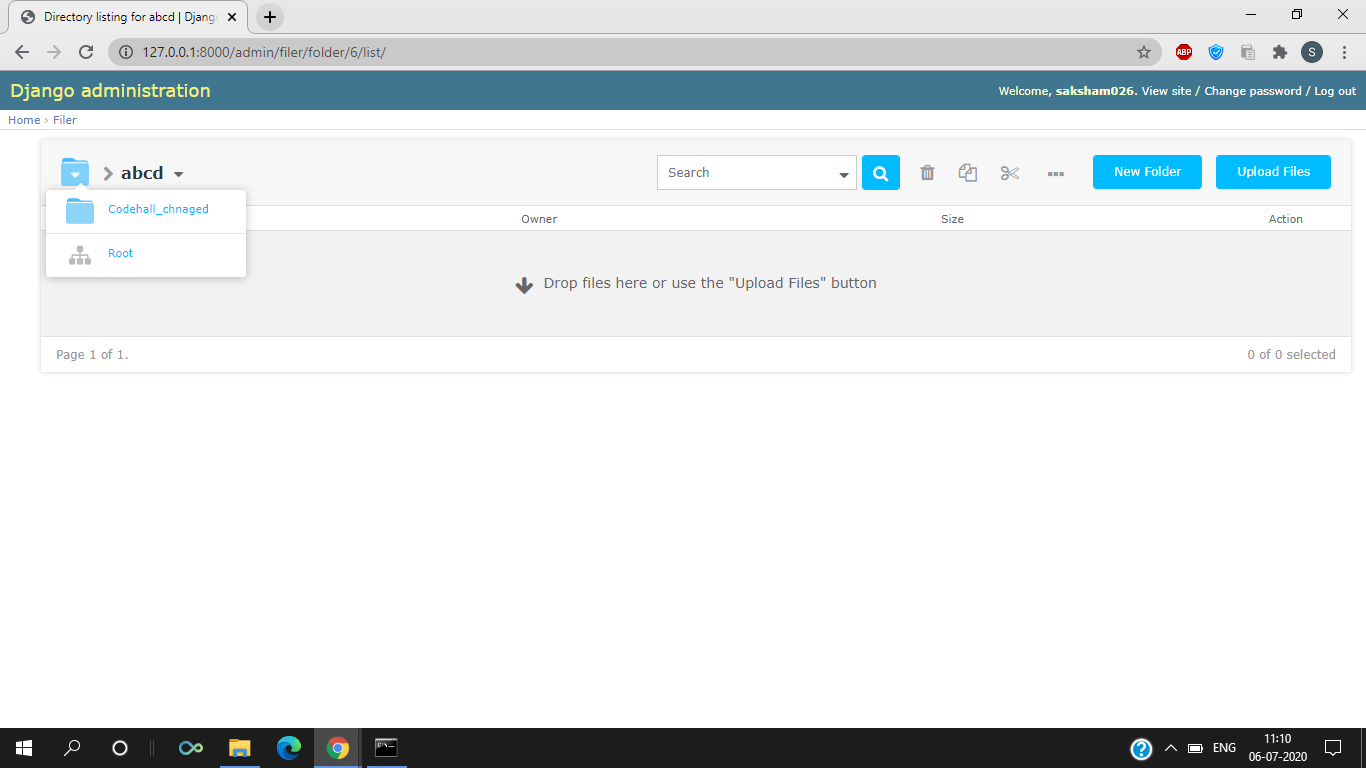 Directory listing for abcd | Djang
127.0.0.1:8000/admin/filer/folder/6/list/
ABP
S
Django administration
Welcome, saksham026. View site / Change password / Log out
Home › Filer
abcd
Search
New Folder
Upload Files
Codehall_chnaged
Root
Owner
Size
Action
Drop files here or use the "Upload Files" button
Page 1 of 1.
0 of 0 selected
ENG
11:10
06-07-2020